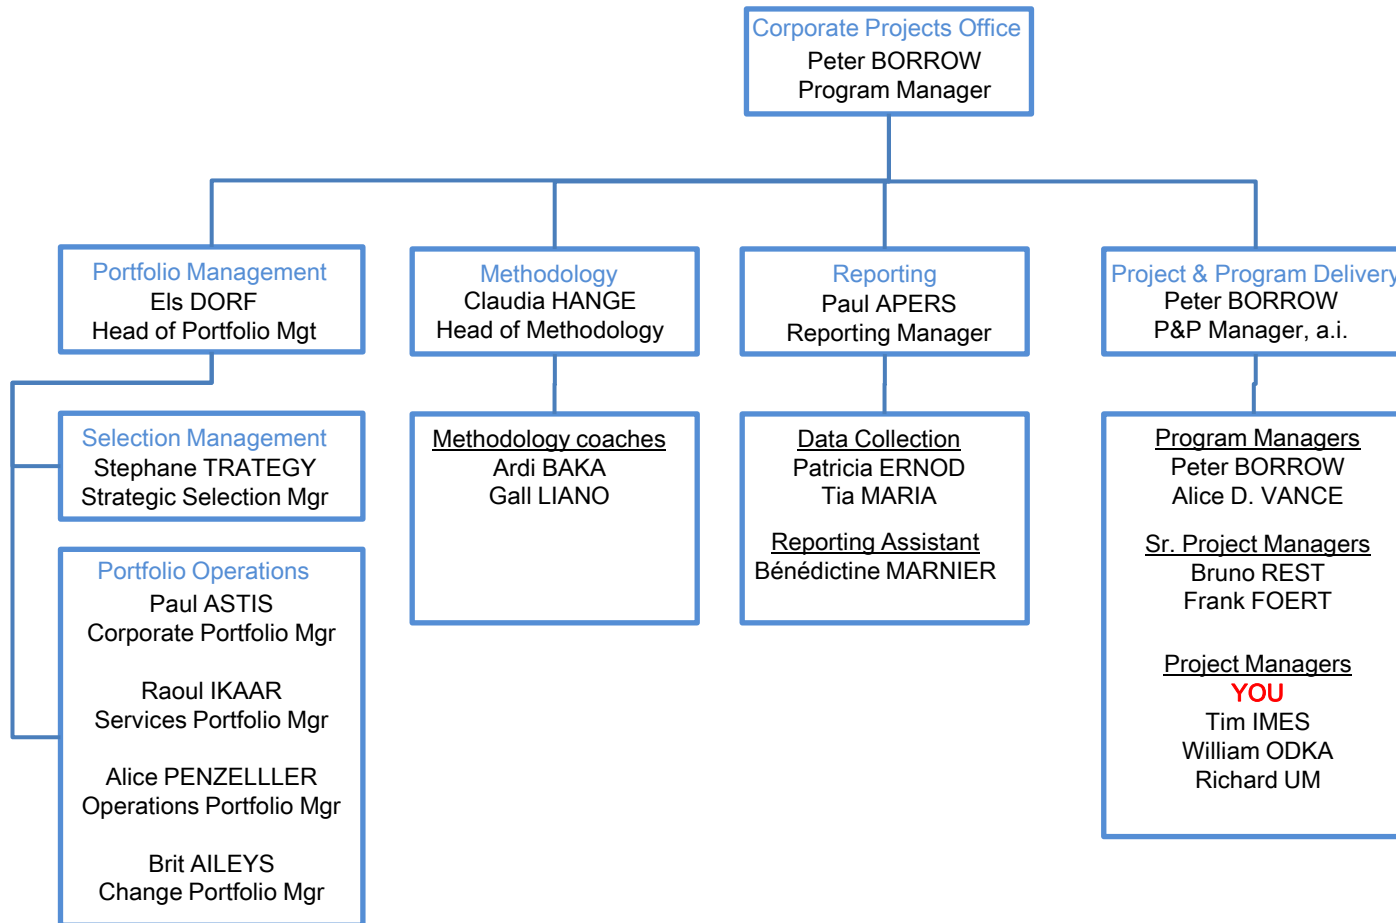 Corporate Projects Office
Peter BORROW
Program Manager
Portfolio Management
Els DORF
Head of Portfolio Mgt
Methodology
Claudia HANGE
Head of Methodology
Reporting
Paul APERS
Reporting Manager
Project & Program Delivery
Peter BORROW
P&P Manager, a.i.
Selection Management
Stephane TRATEGY
Strategic Selection Mgr
Portfolio Operations
Paul ASTIS
Corporate Portfolio Mgr
Raoul IKAAR
Services Portfolio Mgr
Alice PENZELLLER
Operations Portfolio Mgr
Brit AILEYS
Change Portfolio Mgr
Methodology coaches
Ardi BAKA
Gall LIANO
Data Collection
Patricia ERNOD
Tia MARIA
Reporting Assistant
Bénédictine MARNIER
Program Managers
Peter BORROW
Alice D. VANCE
Sr. Project Managers
Bruno REST
Frank FOERT
Project Managers
YOU
Tim IMES
William ODKA
Richard UM